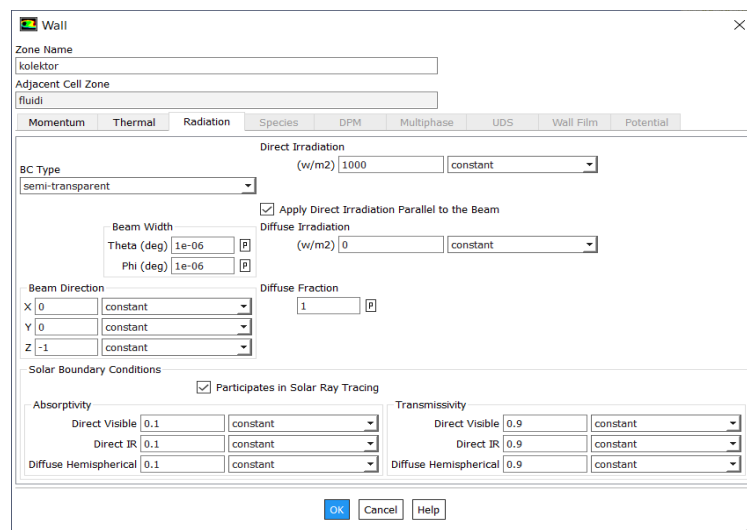 Wall
Zone Name
kolektor
Adjacent Cell Zone
fluidi
Momentum Thermal Radiation Species DPM Multiphase UDS Wall Film Potential
Direct Irradiation
(w/m2) 1000 constant
BC Type
semi-transparent
Apply Direct Irradiation Parallel to the Beam
Beam Width
Theta (deg) 1e-06 P
Phi (deg) 1e-06 P
Diffuse Irradiation
(w/m2) 0 constant
Beam Direction
X 0 constant
Y 0 constant
Z -1 constant
Diffuse Fraction
1 P
Solar Boundary Conditions
Participates in Solar Ray Tracing
Absorptivity
Direct Visible 0.1 constant
Direct IR 0.1 constant
Diffuse Hemispherical 0.1 constant
Transmissivity
Direct Visible 0.9 constant
Direct IR 0.9 constant
Diffuse Hemispherical 0.9 constant
OK Cancel Help